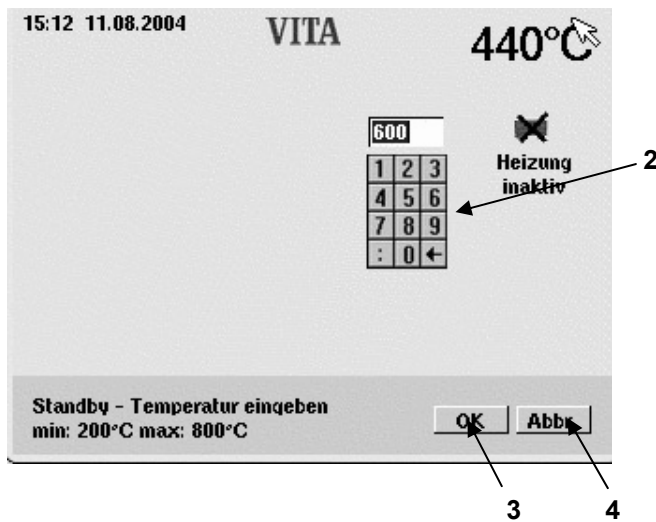 15:12 11.08.2004 VITA 440°C
600
Heizung
inaktiv
1 2 3
4 5 6
7 8 9
: 0 ←
2
Standby - Temperatur eingeben
min: 200°C max: 800°C
OK Abbr.
3 4